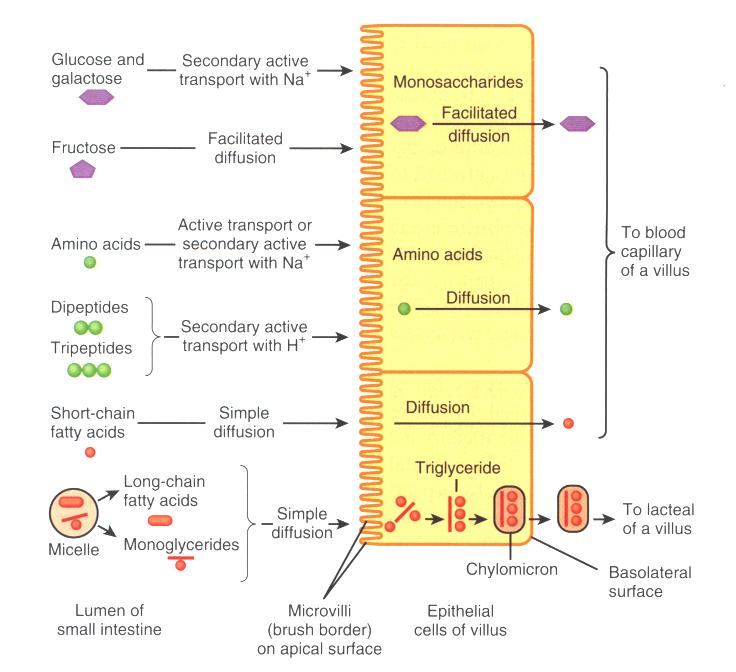 Glucose and
galactose
Secondary active
transport with Na+
Monosaccharides
Facilitated
diffusion
Fructose
Facilitated
diffusion
Amino acids
Active transport or
secondary active
transport with Na+
Amino acids
Diffusion
To blood
capillary
of a villus
Dipeptides
Tripeptides
Secondary active
transport with H+
Short-chain
fatty acids
Simple
diffusion
Diffusion
Triglyceride
Long-chain
fatty acids
Micelle
Monoglycerides
Simple
diffusion
To lacteal
of a villus
Chylomicron
Basolateral
surface
Lumen of
small intestine
Microvilli
(brush border)
on apical surface
Epithelial
cells of villus